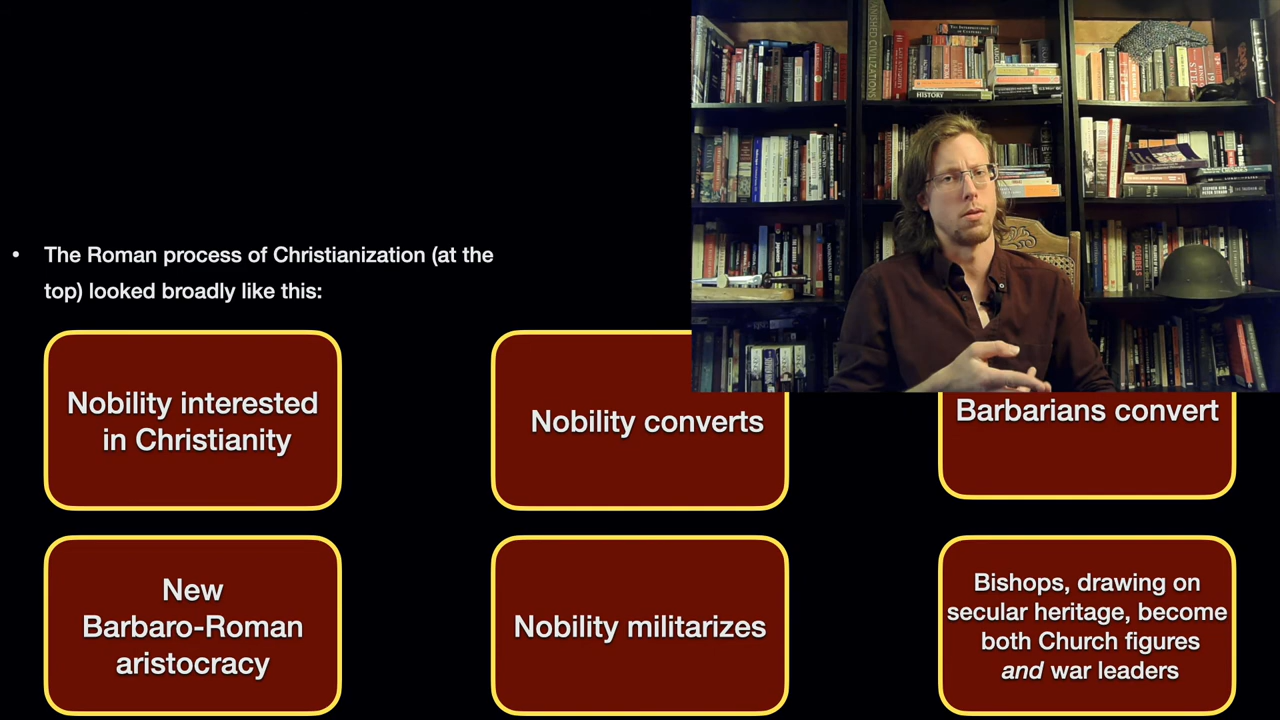 • The Roman process of Christianization (at the
top) looked broadly like this:
Nobility interested
in Christianity
Nobility converts
Barbarians convert
New
Barbaro-Roman
aristocracy
Nobility militarizes
Bishops, drawing on
secular heritage, become
both Church figures
and war leaders
HISTORY